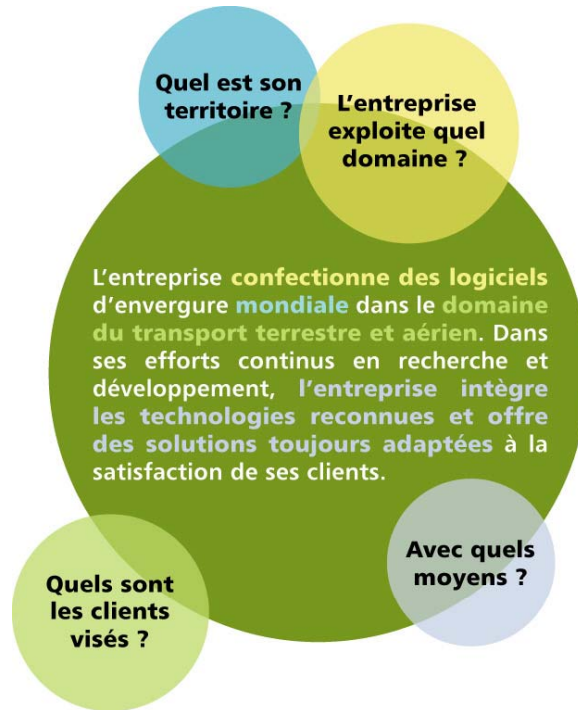 Quel est son
territoire ?
L'entreprise
exploite quel
domaine ?
L'entreprise confectionne des logiciels
d'envergure mondiale dans le domaine
du transport terrestre et aérien. Dans
ses efforts continus en recherche et
développement, l'entreprise intègre
les technologies reconnues et offre
des solutions toujours adaptées à la
satisfaction de ses clients.
Avec quels
moyens ?
Quels sont
les clients
visés ?